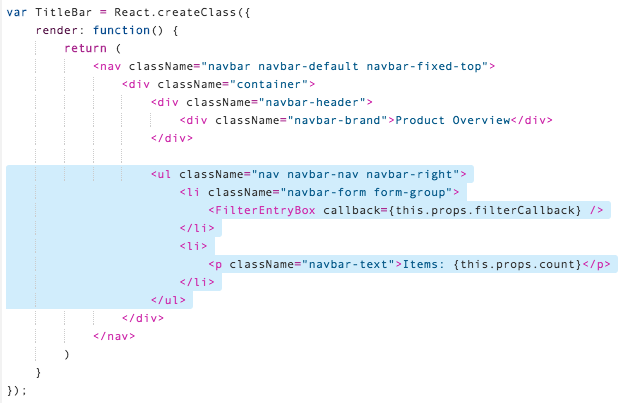 var TitleBar = React.createClass({
    render: function() {
        return (
            <nav className="navbar navbar-default navbar-fixed-top">
                <div className="container">
                    <div className="navbar-header">
                        <div className="navbar-brand">Product Overview</div>
                    </div>

                    <ul className="nav navbar-nav navbar-right">
                        <li className="navbar-form form-group">
                            <FilterEntryBox callback={this.props.filterCallback} />
                        </li>
                        <li>
                            <p className="navbar-text">Items: {this.props.count}</p>
                        </li>
                    </ul>
                </div>
            </nav>
        )
    }
});